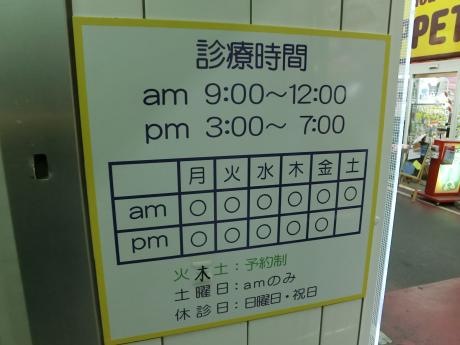 診療時間
am 9:00～12:00
pm 3:00～ 7:00
月 火 水 木 金 土
am ○ ○ ○ ○ ○ ○
pm ○ ○ ○ ○ ○
火木土：予約制
土曜日：amのみ
休診日：日曜日・祝日
PET